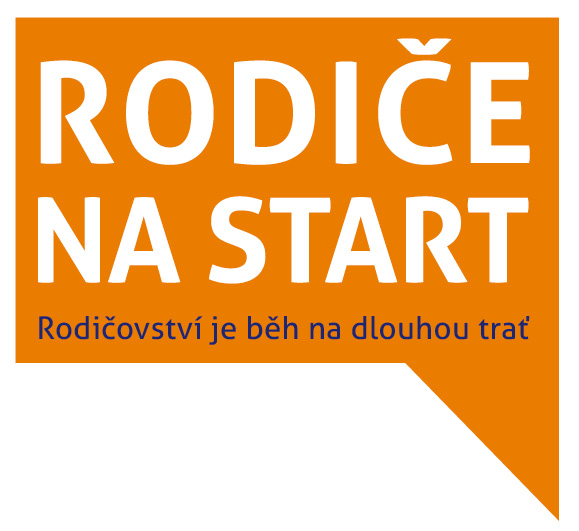 RODIČE
NA START
Rodičovství je běh na dlouhou trať